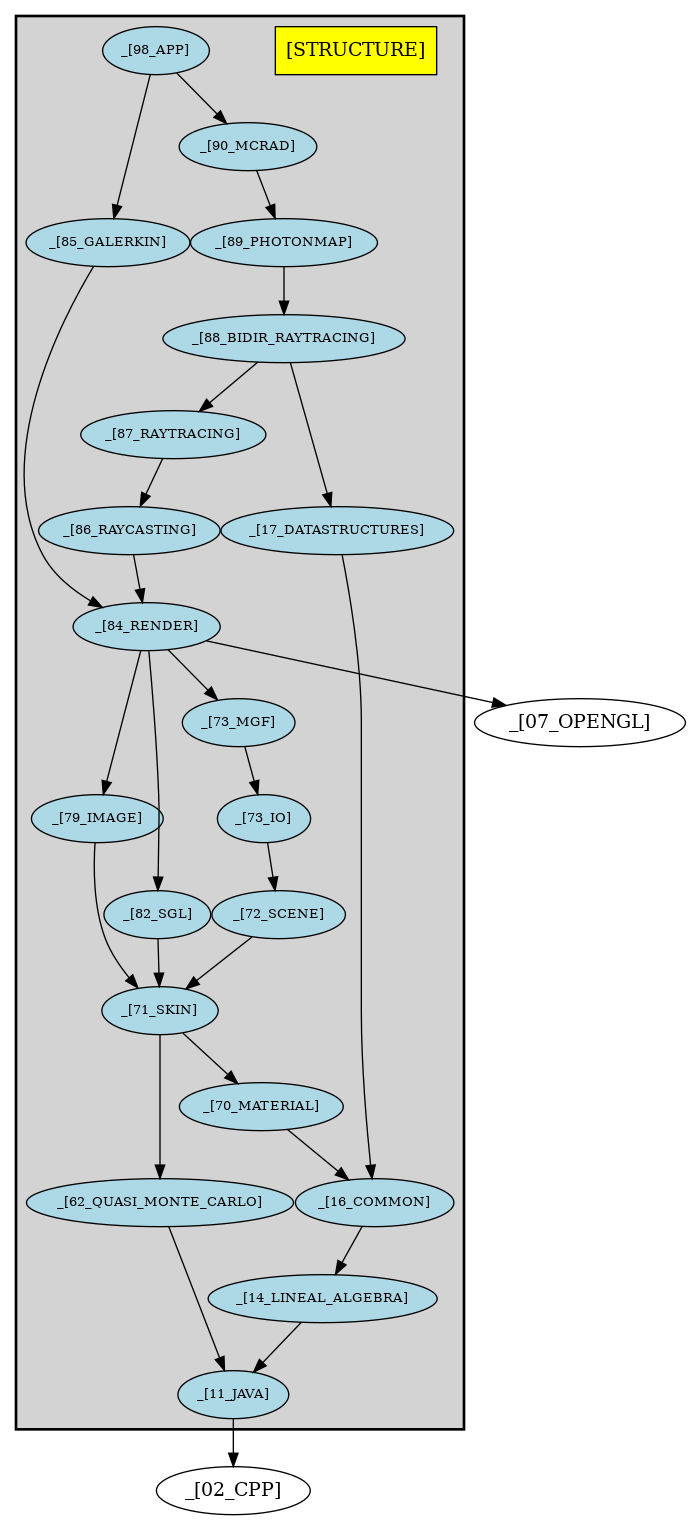 _[98_APP]
[STRUCTURE]
_[90_MCRAD]
_[85_GALERKIN]
_[89_PHOTONMAP]
_[88_BIDIR_RAYTRACING]
_[87_RAYTRACING]
_[86_RAYCASTING]
_[17_DATASTRUCTURES]
_[84_RENDER]
_[73_MGF]
_[07_OPENGL]
_[79_IMAGE]
_[73_IO]
_[82_SGL]
_[72_SCENE]
_[71_SKIN]
_[70_MATERIAL]
_[62_QUASI_MONTE_CARLO]
_[16_COMMON]
_[14_LINEAL_ALGEBRA]
_[11_JAVA]
_[02_CPP]